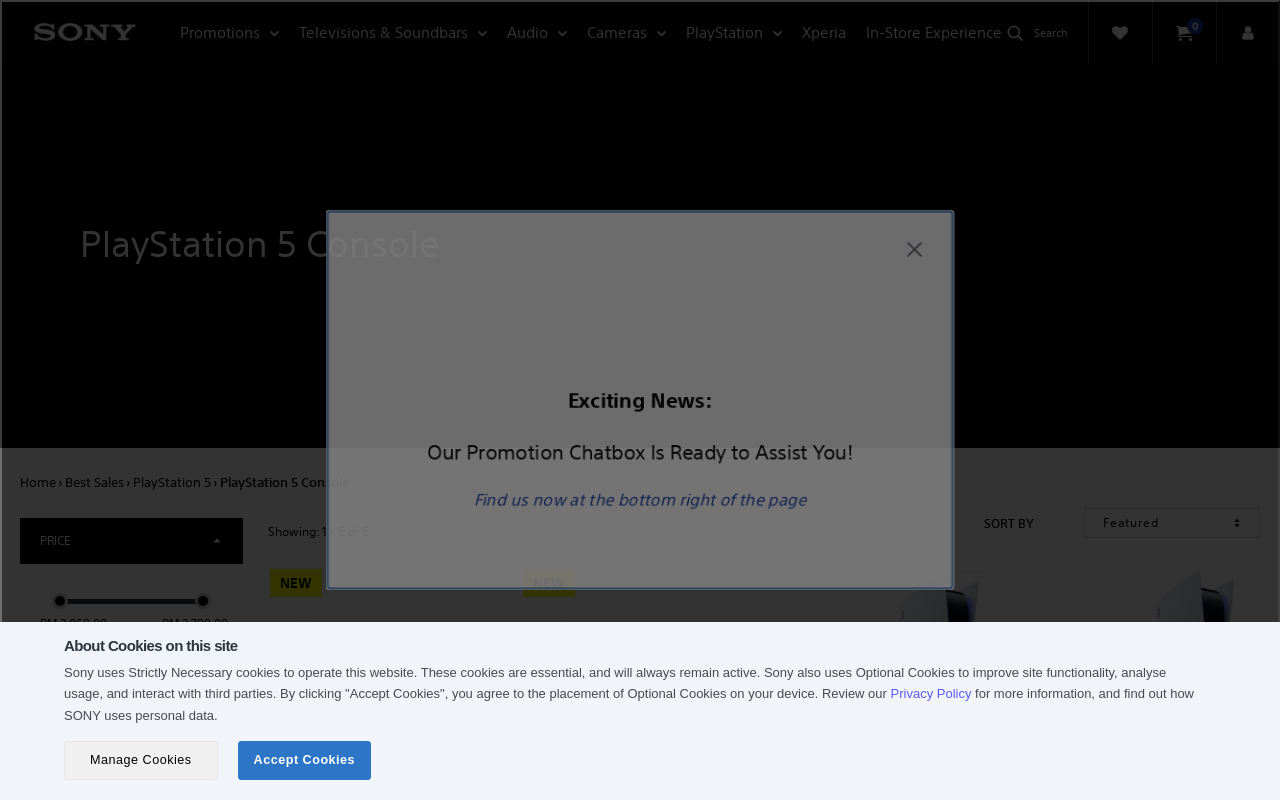 SONY
Promotions
Televisions & Soundbars
Audio
Cameras
PlayStation
Xperia
In-Store Experience
Search
0
PlayStation 5 Console
Exciting News:
Our Promotion Chatbox Is Ready to Assist You!
Find us now at the bottom right of the page
Home › Best Sales › PlayStation 5 › PlayStation 5 Console
PRICE
Showing: 1 - 6 of 6
SORT BY
Featured
NEW
NEW
About Cookies on this site
Sony uses Strictly Necessary cookies to operate this website. These cookies are essential, and will always remain active. Sony also uses Optional Cookies to improve site functionality, analyse
usage, and interact with third parties. By clicking "Accept Cookies", you agree to the placement of Optional Cookies on your device. Review our Privacy Policy for more information, and find out how
SONY uses personal data.
Manage Cookies
Accept Cookies